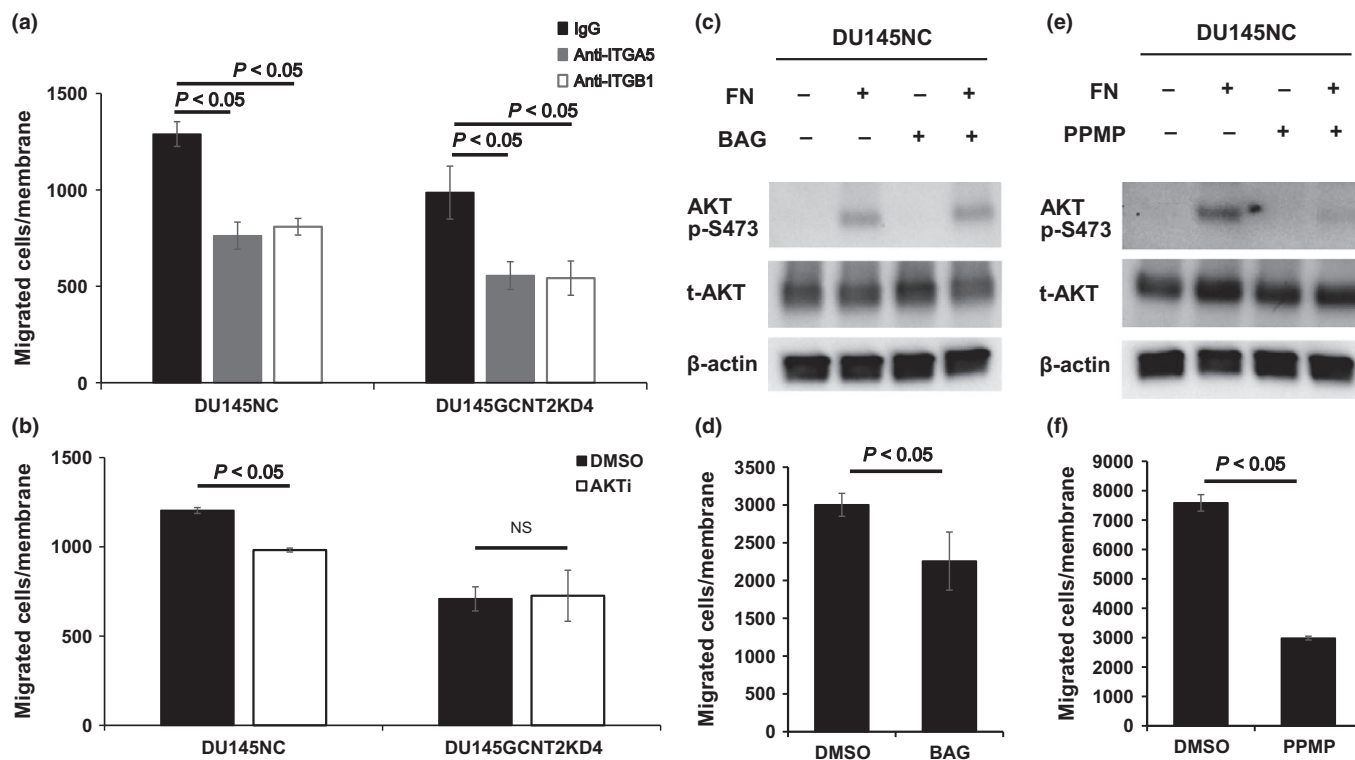 (a)
IgG
Anti-ITGA5
Anti-ITGB1
P < 0.05
P < 0.05
P < 0.05
P < 0.05
Migrated cells/membrane
1500
1000
500
0
DU145NC
DU145GCNT2KD4
(b)
DMSO
AKTi
P < 0.05
NS
Migrated cells/membrane
1500
1000
500
0
DU145NC
DU145GCNT2KD4
(c)
DU145NC
FN – + – +
BAG – – + +
AKT
p-S473
t-AKT
β-actin
(d)
P < 0.05
Migrated cells/membrane
3500
3000
2500
2000
1500
1000
500
0
DMSO BAG
(e)
DU145NC
FN – + – +
PPMP – – + +
AKT
p-S473
t-AKT
β-actin
(f)
P < 0.05
Migrated cells/membrane
9000
8000
7000
6000
5000
4000
3000
2000
1000
0
DMSO PPMP